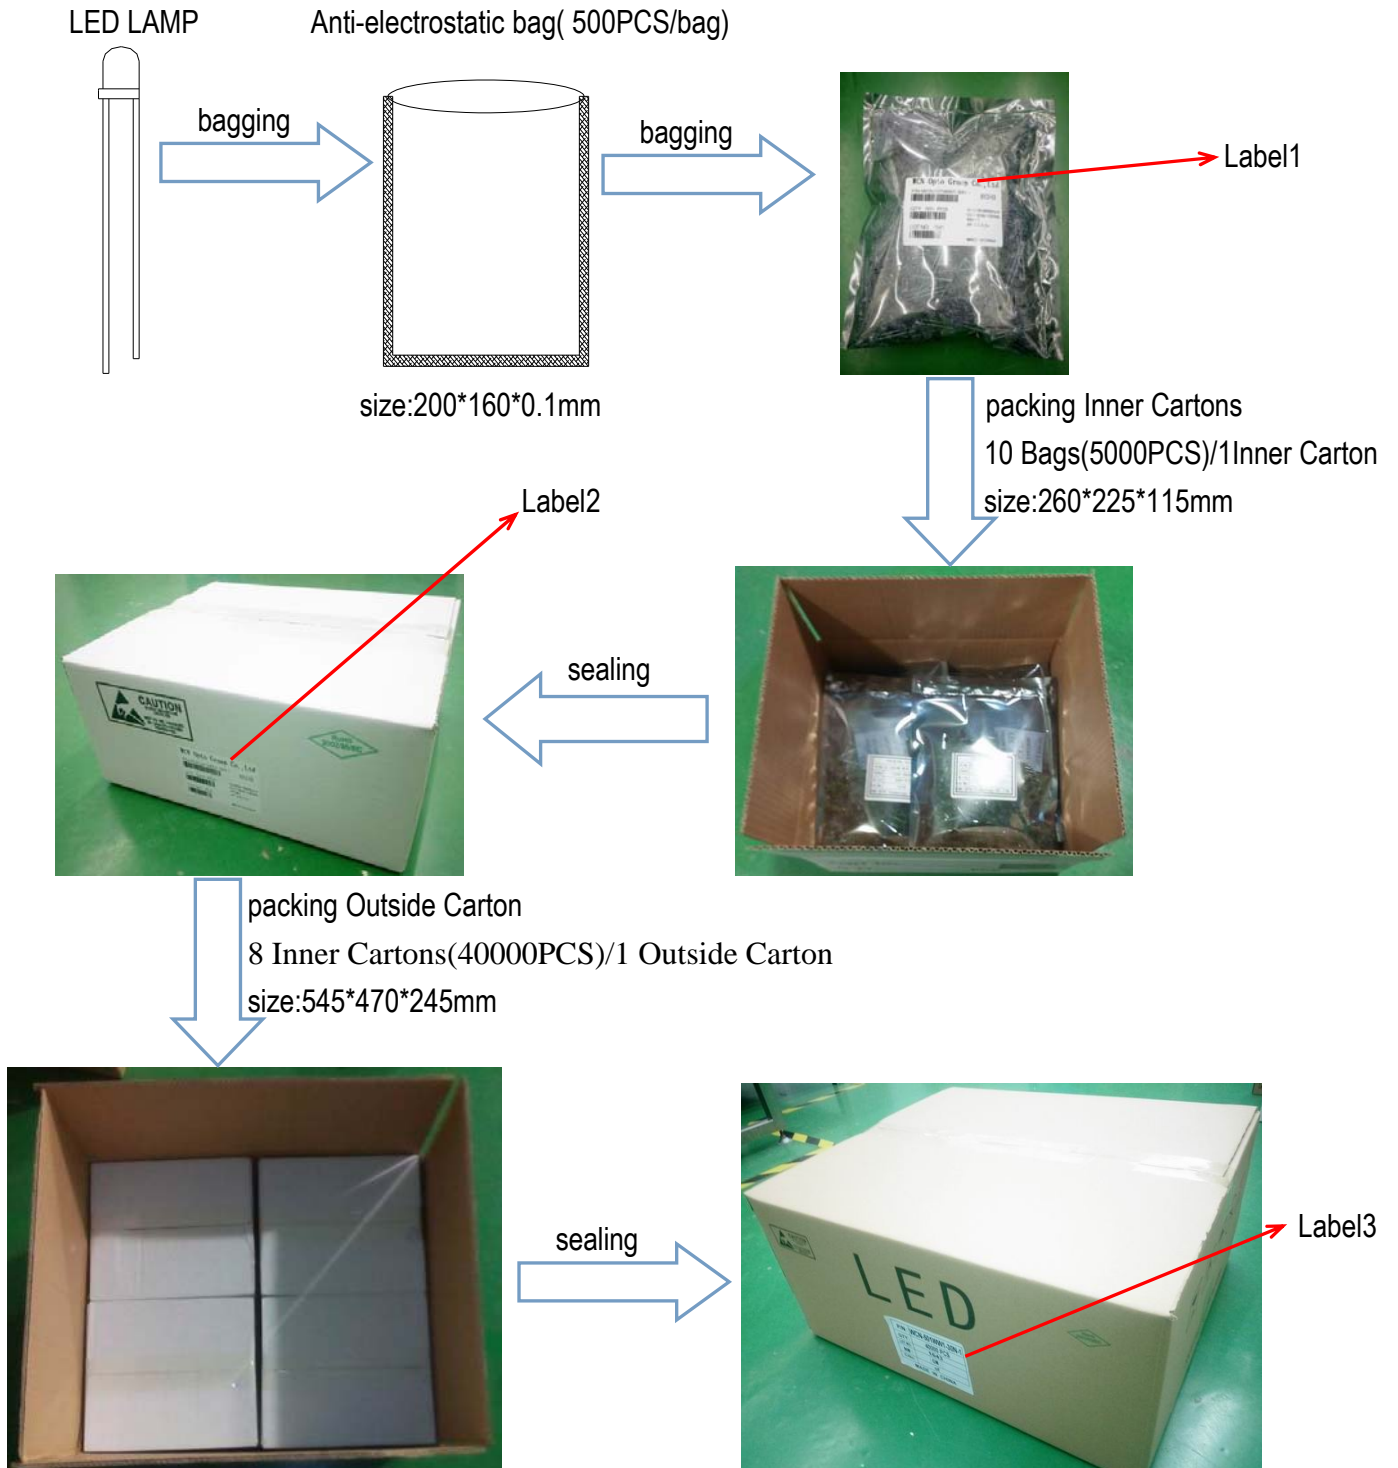 LED LAMP
Anti-electrostatic bag( 500PCS/bag)
bagging
bagging
Label1
size:200*160*0.1mm
packing Inner Cartons
10 Bags(5000PCS)/1Inner Carton
size:260*225*115mm
Label2
sealing
CAUTION
packing Outside Carton
8 Inner Cartons(40000PCS)/1 Outside Carton
size:545*470*245mm
sealing
Label3
LED